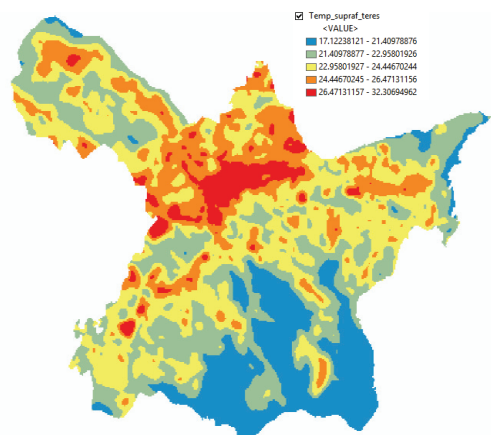 Temp_supraf_teres
<VALUE>
17.12238121 - 21.40978876
21.40978877 - 22.95801926
22.95801927 - 24.44670244
24.44670245 - 26.47131156
26.47131157 - 32.30694962